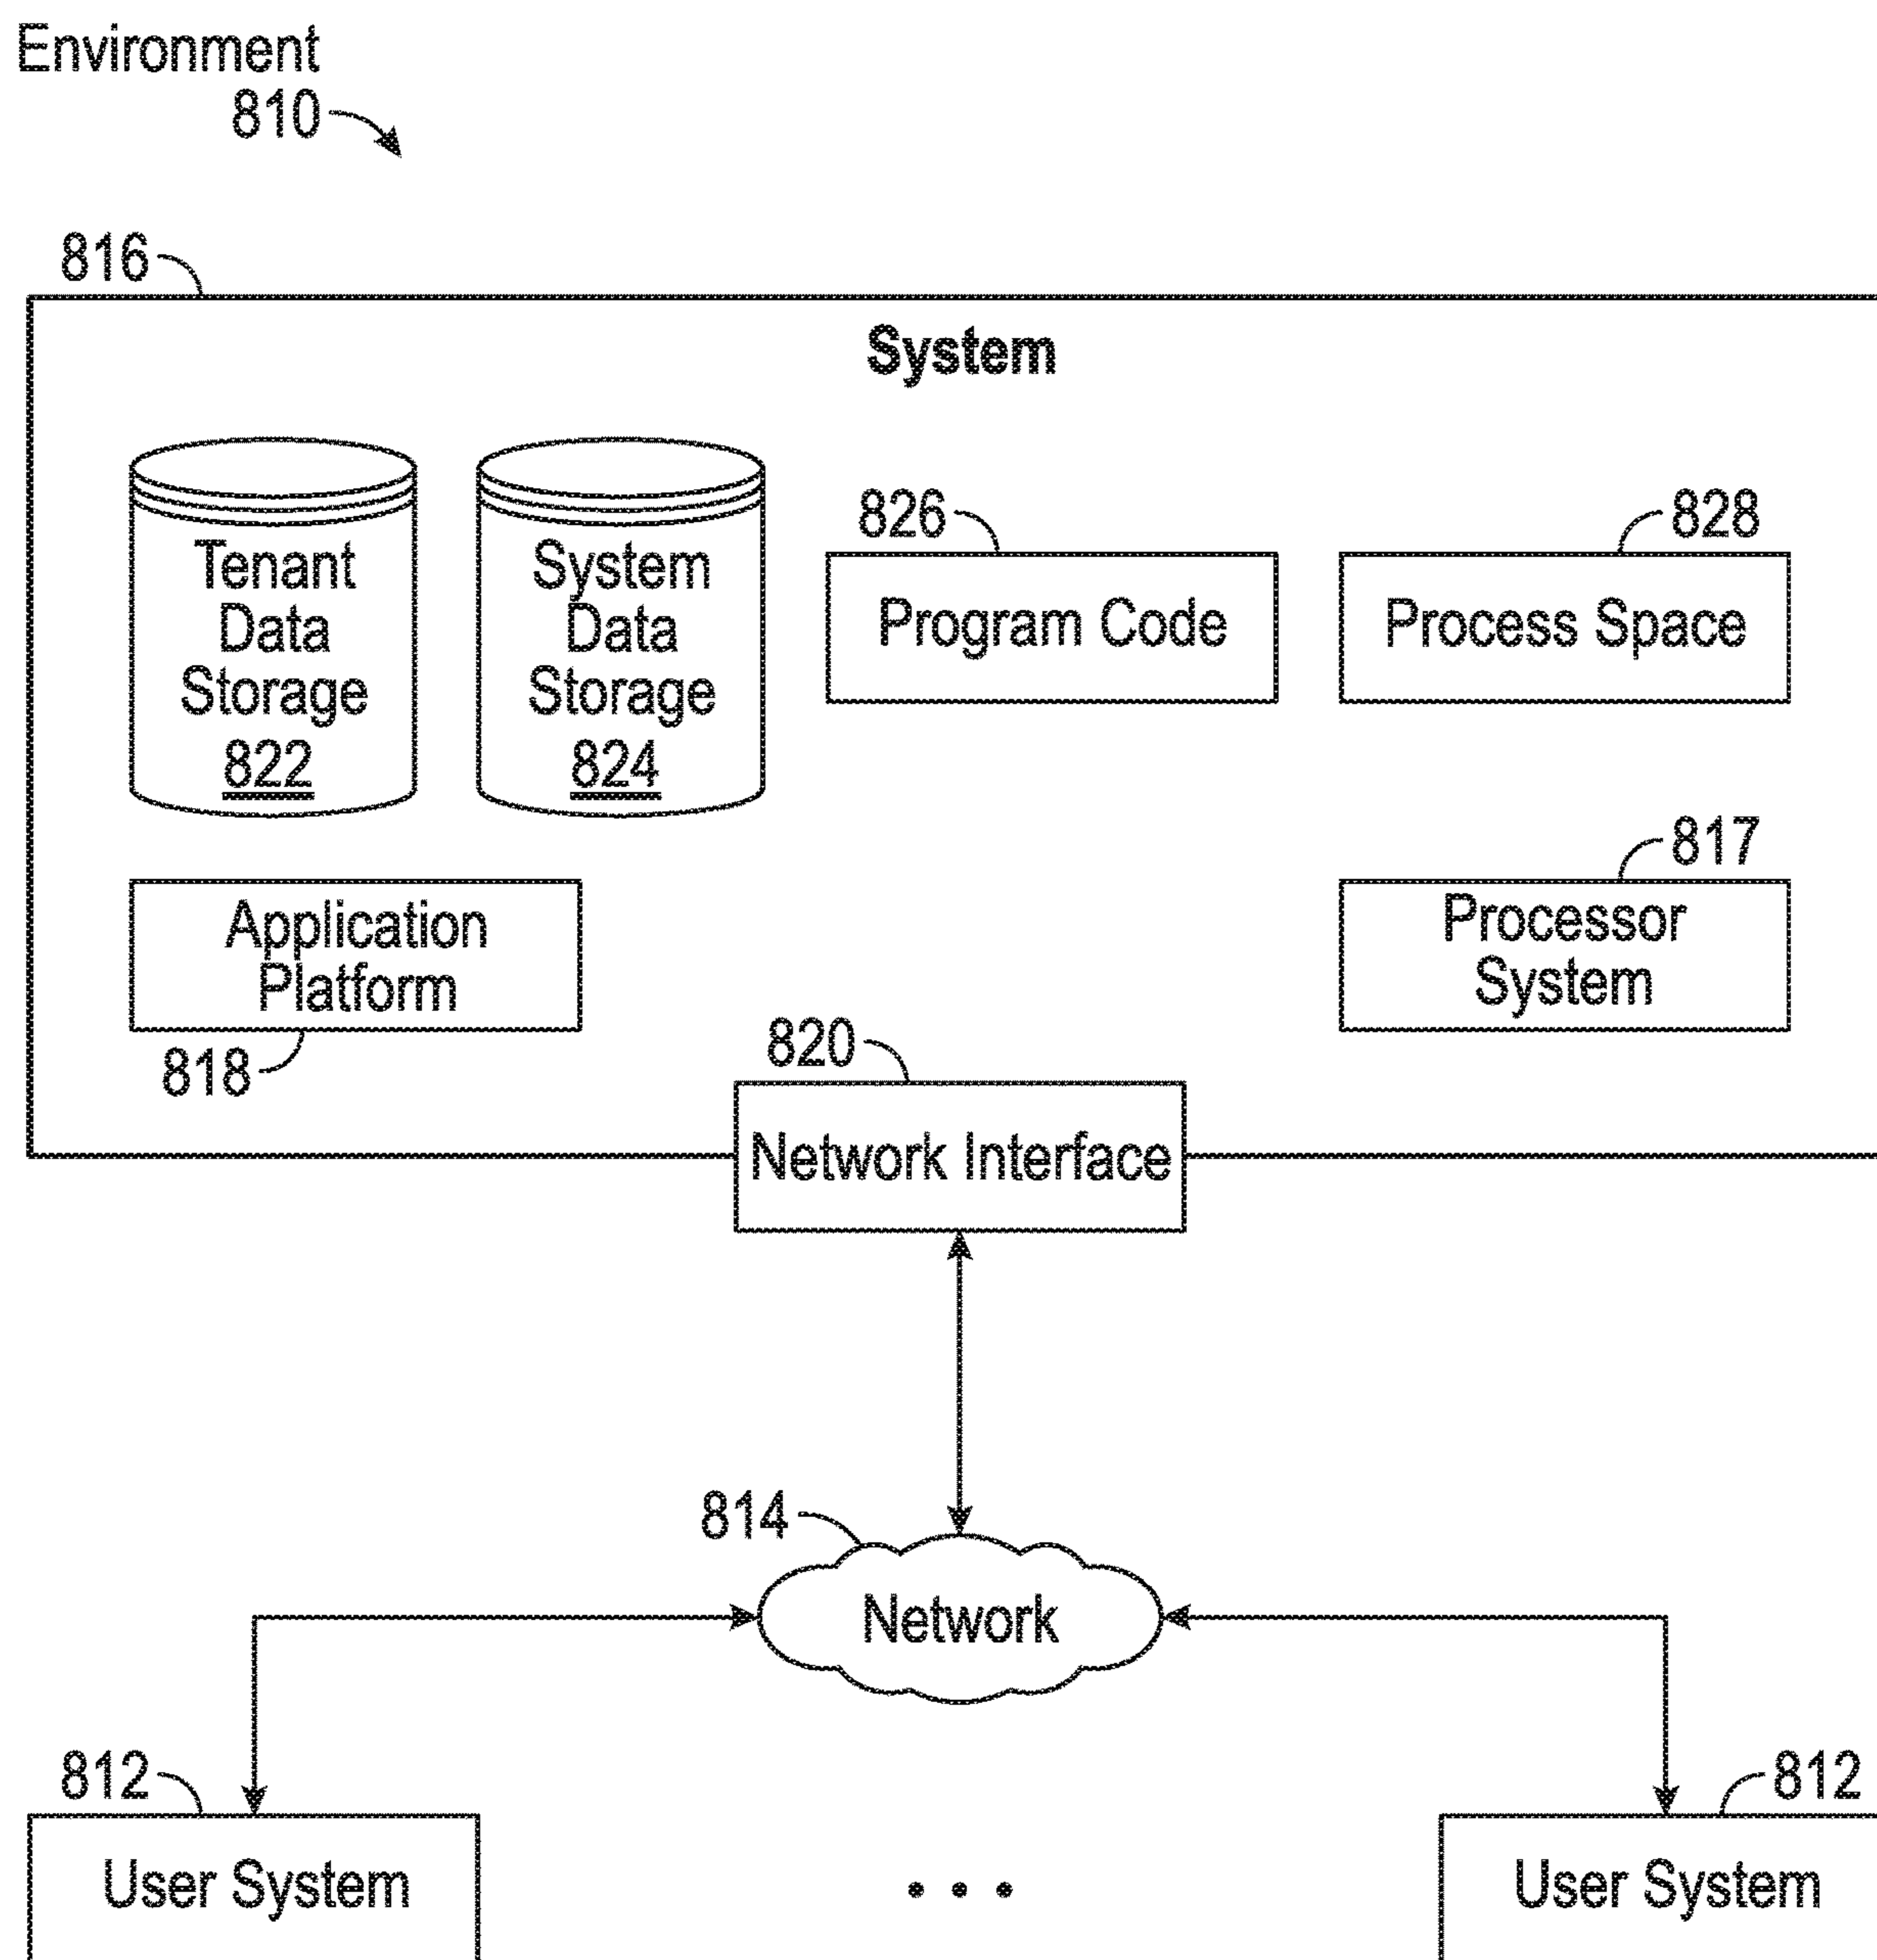 Environment
810
816
System
Tenant
Data
Storage
822
System
Data
Storage
824
826
Program Code
828
Process Space
Application
Platform
818
817
Processor
System
820
Network Interface
814
Network
812
User System
. . .
812
User System